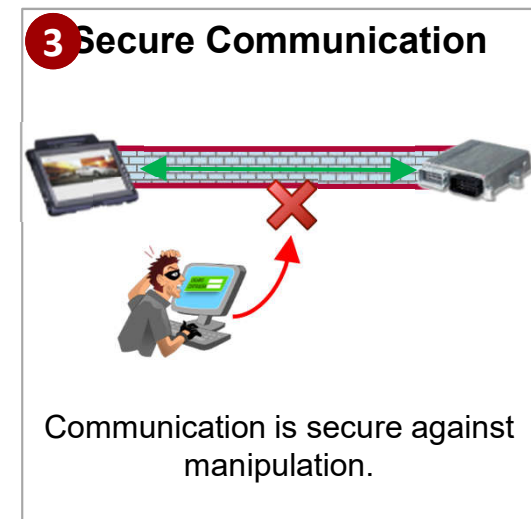 3 Secure Communication
Communication is secure against
manipulation.